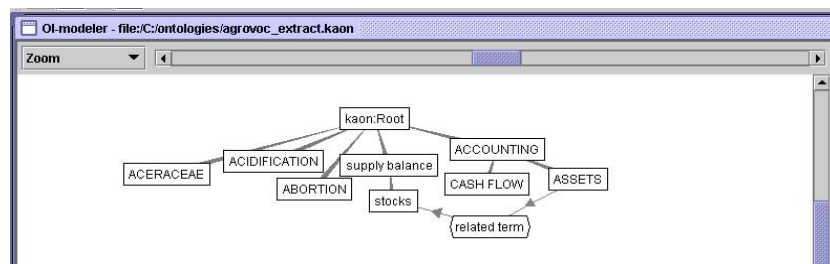 OI-modeler - file:/C:/ontologies/agrovoc_extract.kaon
Zoom
kaon:Root
ACERACEAE
ACIDIFICATION
ABORTION
supply balance
ACCOUNTING
stocks
CASH FLOW
ASSETS
related term